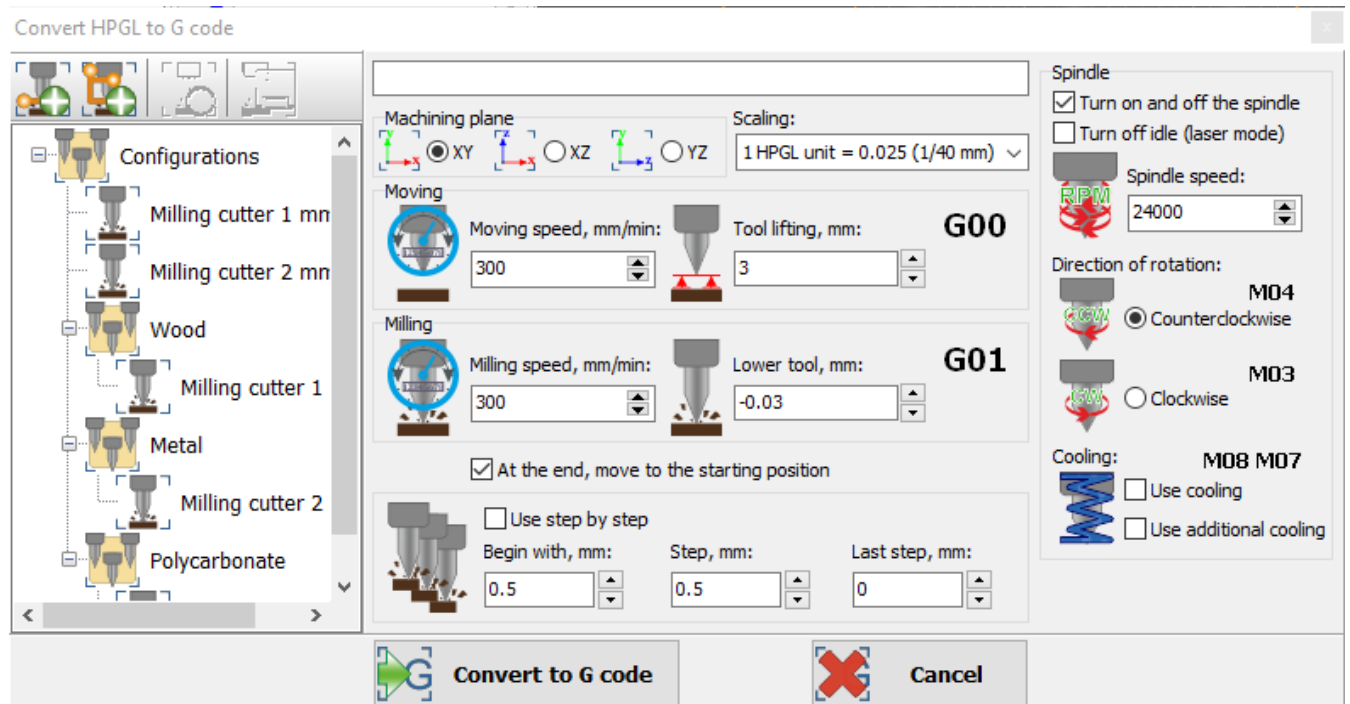 Convert HPGL to G code
x
Configurations
Milling cutter 1 mm
Milling cutter 2 mm
Wood
Milling cutter 1
Metal
Milling cutter 2
Polycarbonate
Machining plane
Y X XY
Z X XZ
Z Y YZ
Scaling:
1 HPGL unit = 0.025 (1/40 mm)
Moving
Moving speed, mm/min:
300
Tool lifting, mm:
3
G00
Milling
Milling speed, mm/min:
300
Lower tool, mm:
-0.03
G01
At the end, move to the starting position
Use step by step
Begin with, mm:
0.5
Step, mm:
0.5
Last step, mm:
0
Spindle
Turn on and off the spindle
Turn off idle (laser mode)
RPM
Spindle speed:
24000
Direction of rotation:
M04
CCW
Counterclockwise
M03
CW
Clockwise
Cooling:
M08 M07
Use cooling
Use additional cooling
G
Convert to G code
G
Cancel